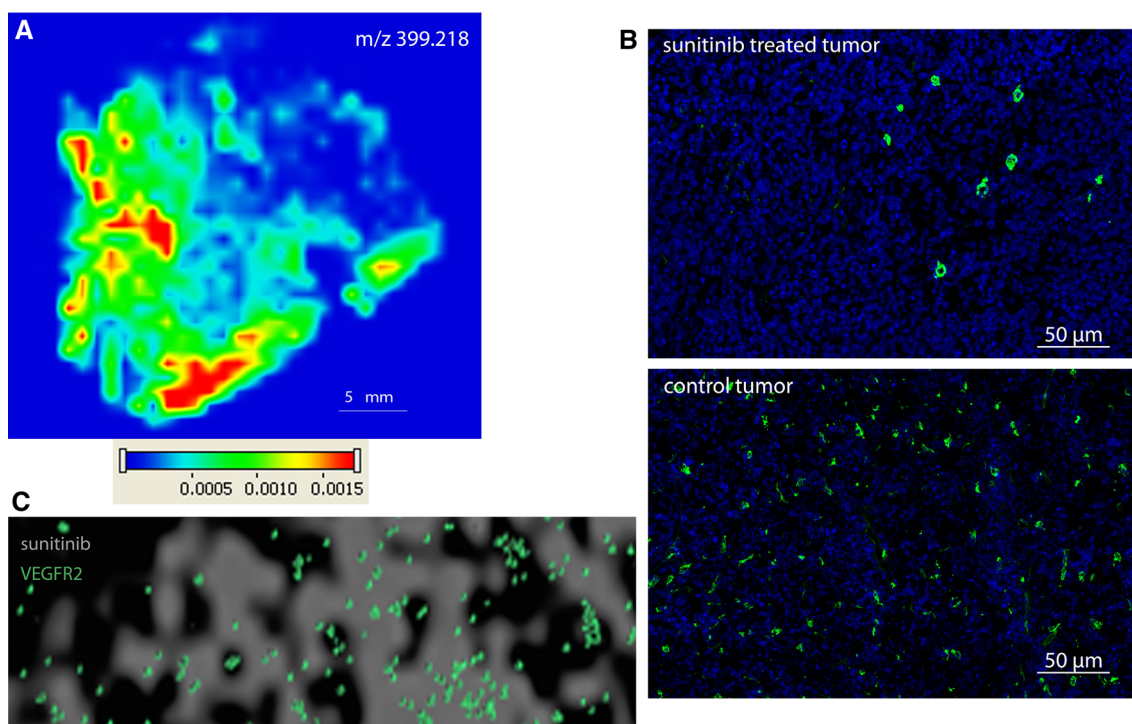 A
m/z 399.218
5 mm
0.0005 0.0010 0.0015
B
sunitinib treated tumor
50 µm
control tumor
50 µm
C
sunitinib
VEGFR2